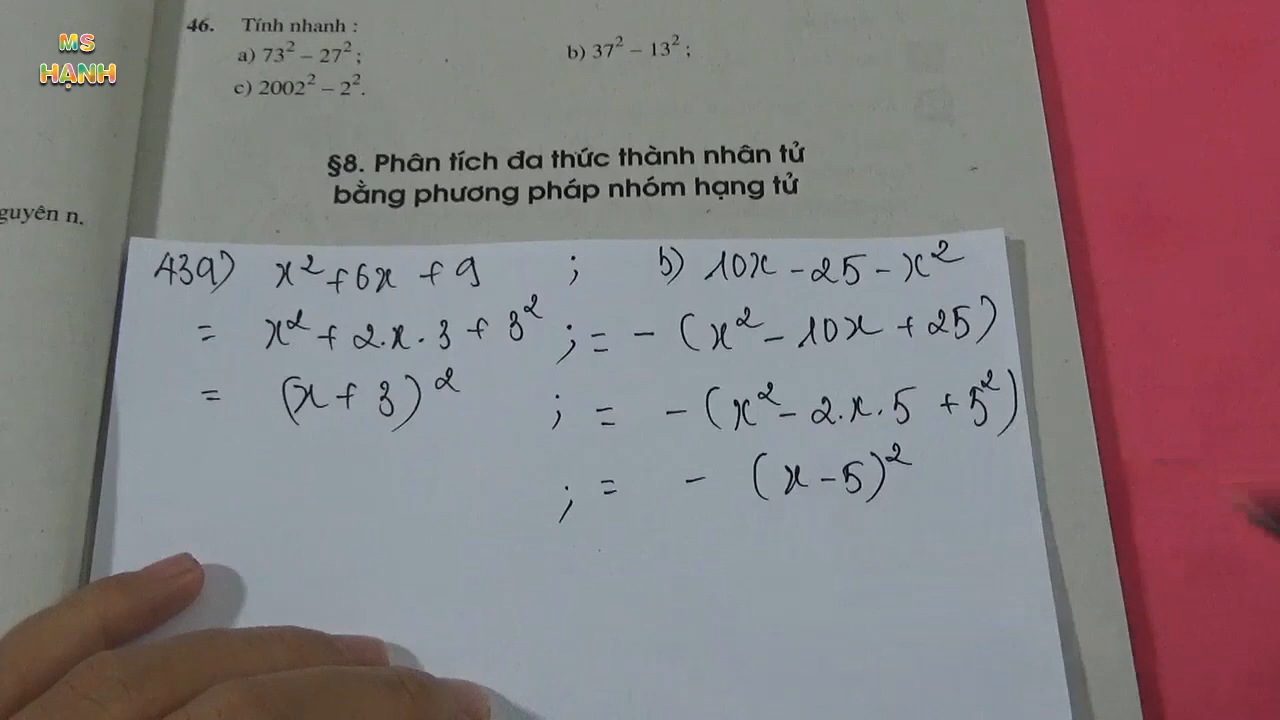 MS
HẠNH
46. Tính nhanh :
a) 73² – 27² ; b) 37² – 13² ;
c) 2002² – 2².
§8. Phân tích đa thức thành nhân tử
bằng phương pháp nhóm hạng tử
guyên n.
43a) x² + 6x + 9 ; b) 10x – 25 – x²
= x² + 2.x.3 + 3² ; = – (x² – 10x + 25)
= (x + 3)² ; = – (x² – 2.x.5 + 5²)
; = – (x – 5)²